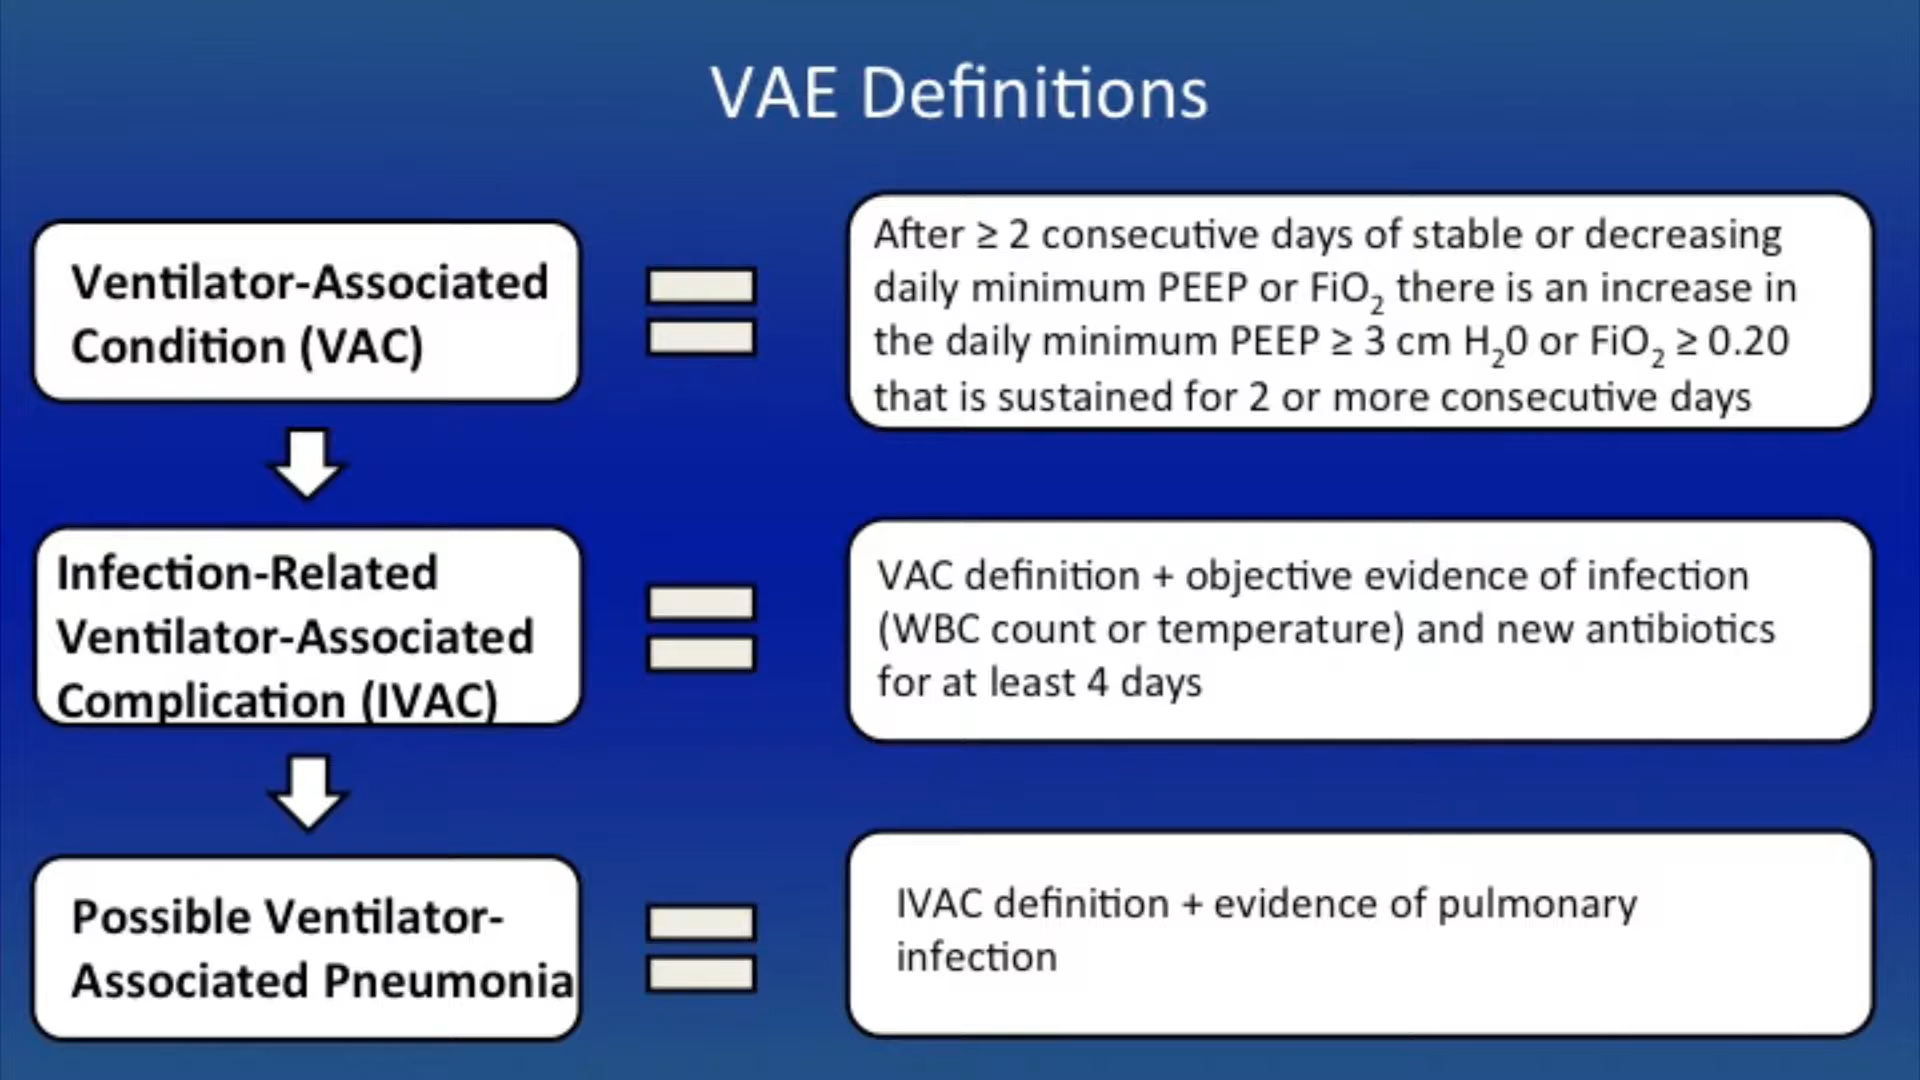 VAE Definitions
Ventilator-Associated
Condition (VAC)
After ≥ 2 consecutive days of stable or decreasing
daily minimum PEEP or FiO₂ there is an increase in
the daily minimum PEEP ≥ 3 cm H₂0 or FiO₂ ≥ 0.20
that is sustained for 2 or more consecutive days
Infection-Related
Ventilator-Associated
Complication (IVAC)
VAC definition + objective evidence of infection
(WBC count or temperature) and new antibiotics
for at least 4 days
Possible Ventilator-
Associated Pneumonia
IVAC definition + evidence of pulmonary
infection